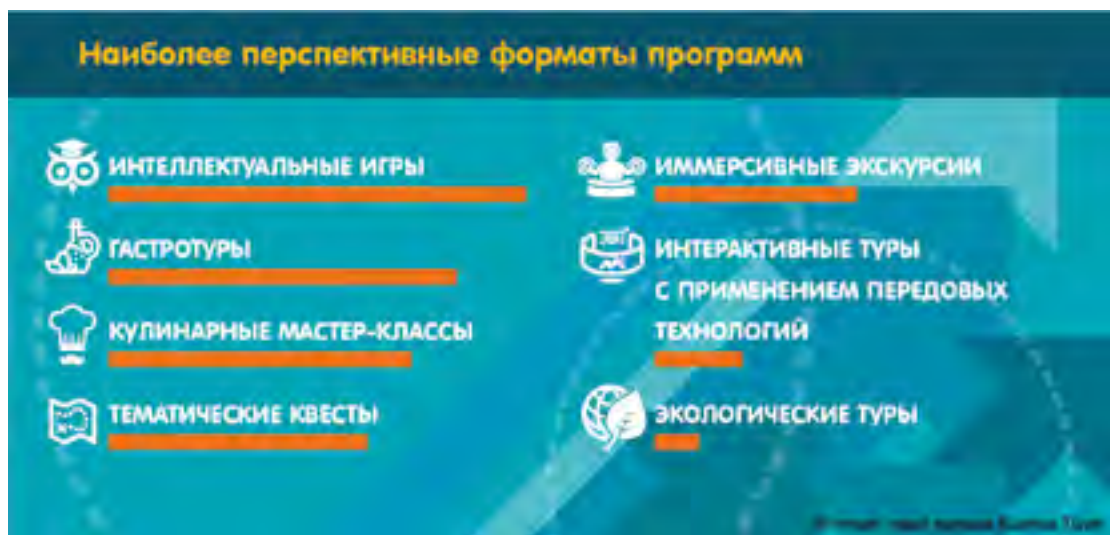 Наиболее перспективные форматы программ
ИНТЕЛЛЕКТУАЛЬНЫЕ ИГРЫ
ГАСТРОТУРЫ
КУЛИНАРНЫЕ МАСТЕР-КЛАССЫ
ТЕМАТИЧЕСКИЕ КВЕСТЫ
ИММЕРСИВНЫЕ ЭКСКУРСИИ
ИНТЕРАКТИВНЫЕ ТУРЫ
С ПРИМЕНЕНИЕМ ПЕРЕДОВЫХ
ТЕХНОЛОГИЙ
ЭКОЛОГИЧЕСКИЕ ТУРЫ